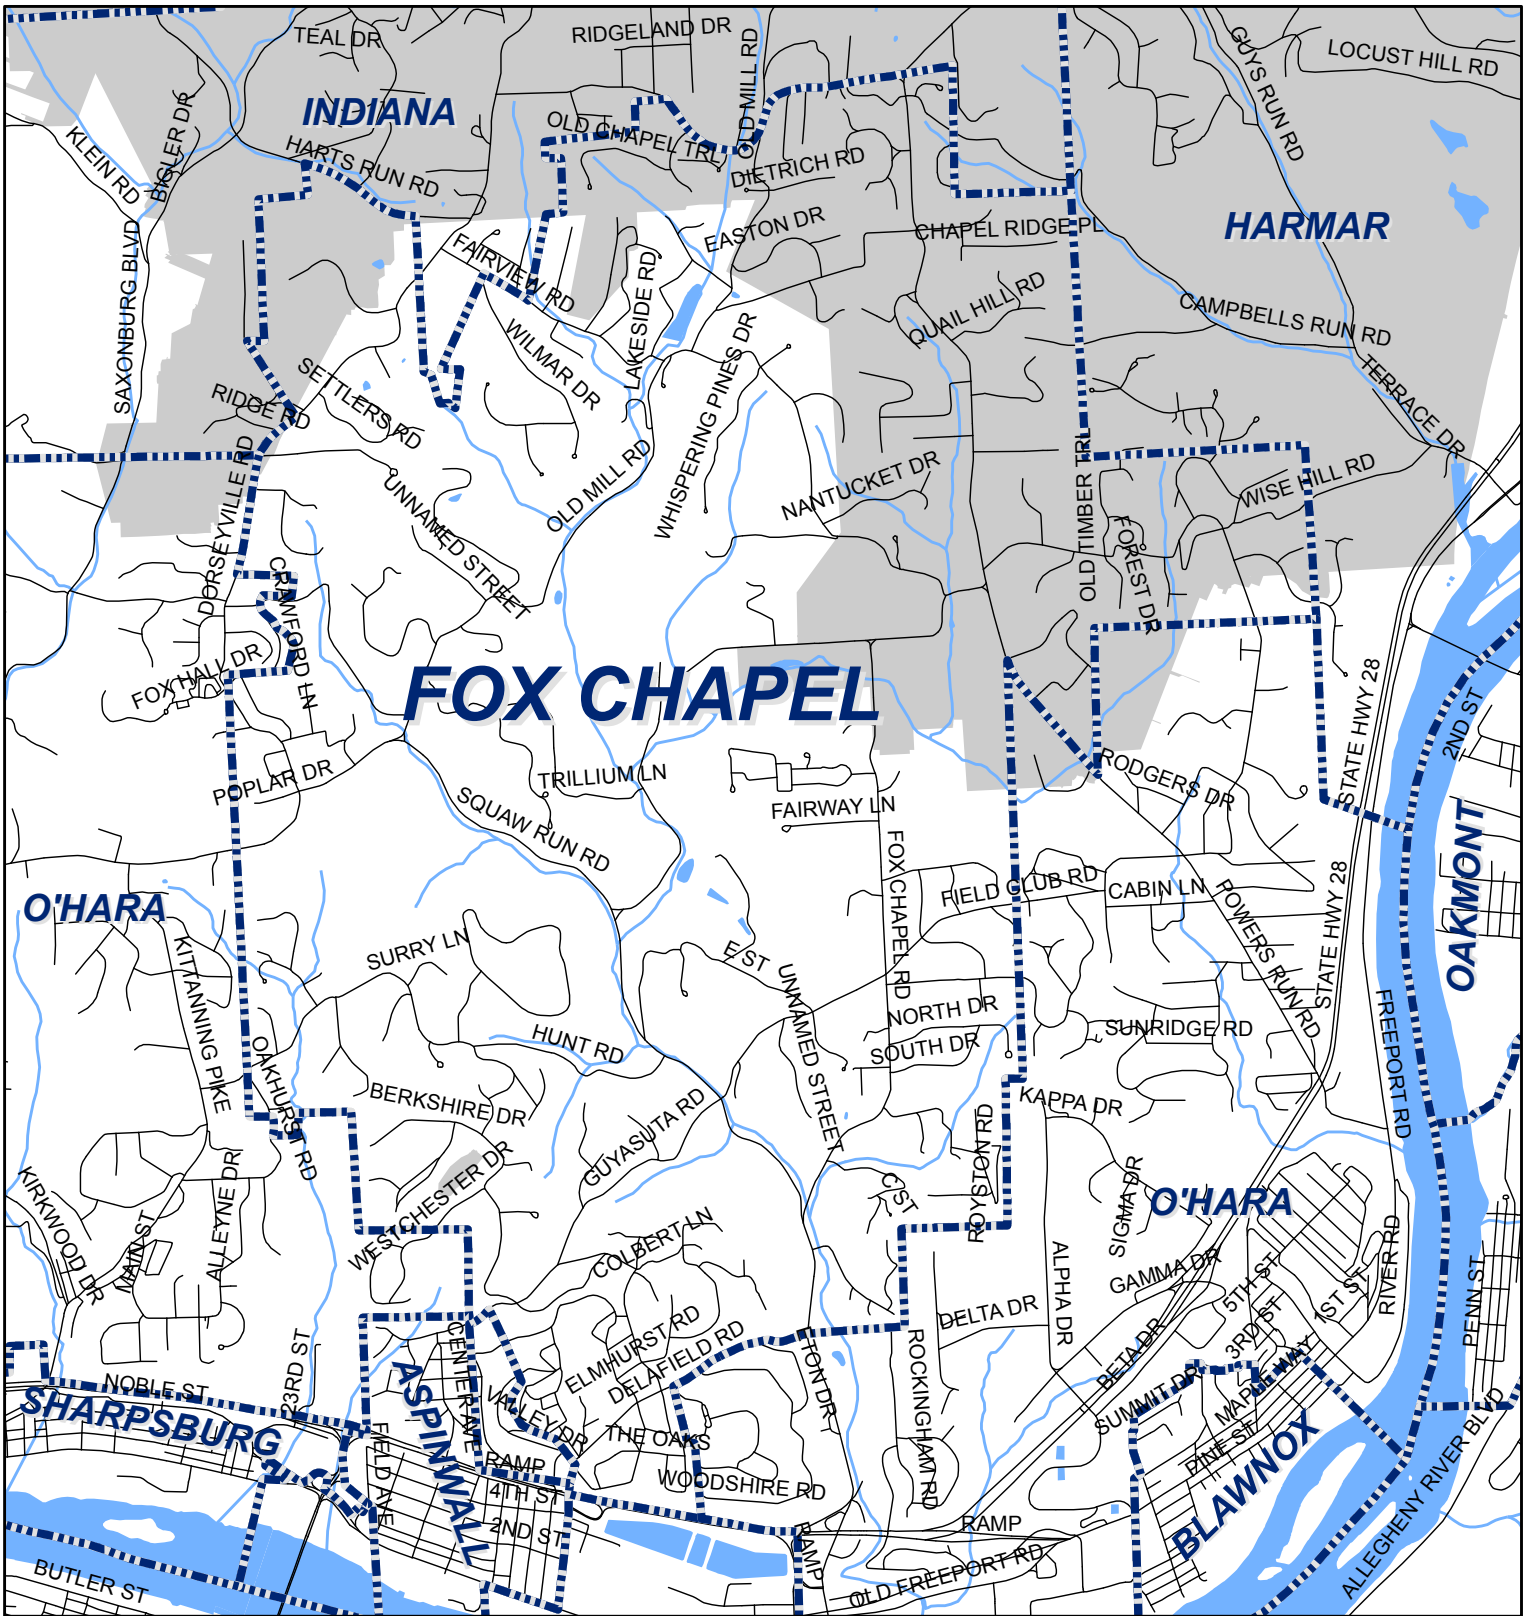 TEAL DR
RIDGELAND DR
OLD MILL RD
GUYS RUN RD
LOCUST HILL RD
INDIANA
BIGLER DR
KLEIN RD
HARTS RUN RD
OLD CHAPEL TRL
DIETRICH RD
HARMAR
SAXONBURG BLVD
FAIRVIEW RD
EASTON DR
CHAPEL RIDGE PL
LAKESIDE RD
QUAIL HILL RD
CAMPBELLS RUN RD
WILMAR DR
WHISPERING PINES DR
SETTLERS RD
RIDGE RD
TERRACE DR
DORSEYVILLE RD
UNNAMED STREET
OLD MILL RD
NANTUCKET DR
OLD TIMBER TRL
WISE HILL RD
FOREST DR
CRAWFORD LN
FOX HALL DR
FOX CHAPEL
STATE HWY 28
2ND ST
POPLAR DR
TRILLIUM LN
SQUAW RUN RD
FAIRWAY LN
RODGERS DR
OAKMONT
FOX CHAPEL RD
FIELD CLUB RD
CABIN LN
POWERS RUN RD
STATE HWY 28
O'HARA
KITTANNING PIKE
SURRY LN
E ST
UNNAMED STREET
NORTH DR
SOUTH DR
SUNRIDGE RD
FREEPORT RD
HUNT RD
OAKHURST RD
BERKSHIRE DR
GUYASUTA RD
KAPPA DR
ROYSTON RD
KIRKWOOD DR
MAIN ST
ALLEYNE DR
WESTCHESTER DR
COLBERT LN
C ST
SIGMA DR
O'HARA
ALPHA DR
GAMMA DR
5TH ST
3RD ST
1ST ST
RIVER RD
PENN ST
DELTA DR
BETA DR
ELMHURST RD
DELAFIELD RD
ETON DR
ROCKINGHAM RD
SUMMIT DR
MAPLE WAY
PINE ST
23RD ST
NOBLE ST
SHARPSBURG
ASPINWALL
CENTER AVE
VALLEY DR
THE OAKS
WOODSHIRE RD
FIELD AVE
RAMP
4TH ST
2ND ST
RAMP
RAMP
OLD FREEPORT RD
BLAWNOX
ALLEGHENY RIVER BLVD
BUTLER ST